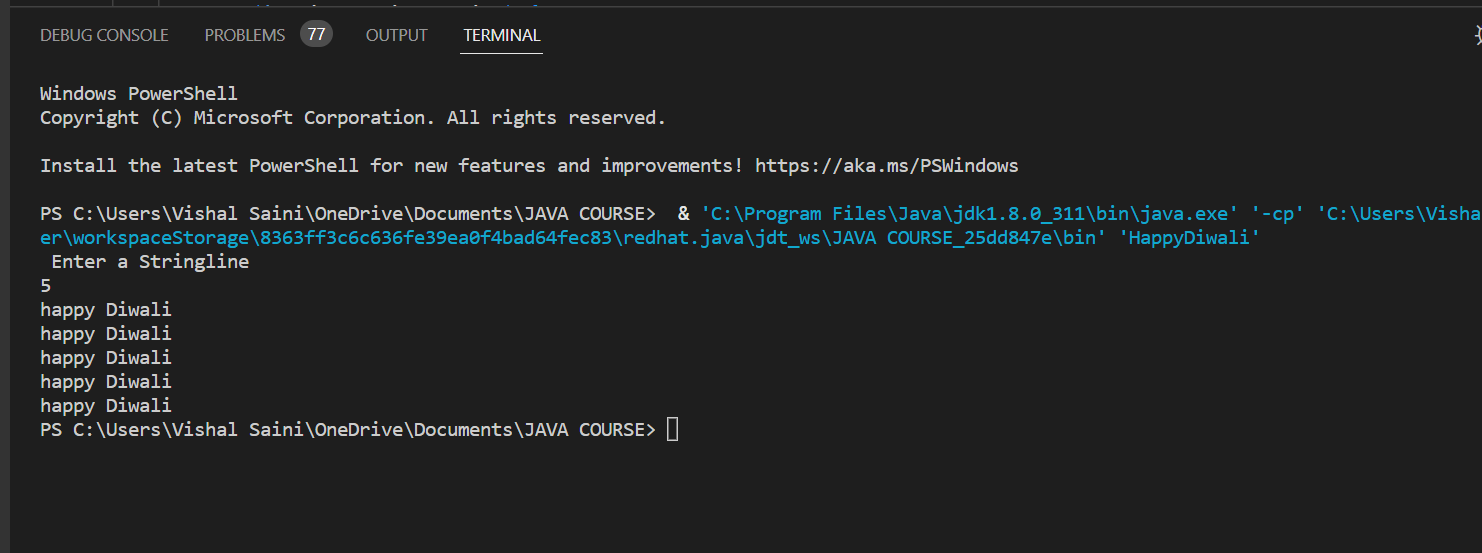 DEBUG CONSOLE PROBLEMS 77 OUTPUT TERMINAL
Windows PowerShell
Copyright (C) Microsoft Corporation. All rights reserved.
Install the latest PowerShell for new features and improvements! https://aka.ms/PSWindows
PS C:\Users\Vishal Saini\OneDrive\Documents\JAVA COURSE>  & 'C:\Program Files\Java\jdk1.8.0_311\bin\java.exe' '-cp' 'C:\Users\Visha
er\workspaceStorage\8363ff3c6c636fe39ea0f4bad64fec83\redhat.java\jdt_ws\JAVA COURSE_25dd847e\bin' 'HappyDiwali'
Enter a Stringline
5
happy Diwali
happy Diwali
happy Diwali
happy Diwali
happy Diwali
PS C:\Users\Vishal Saini\OneDrive\Documents\JAVA COURSE>